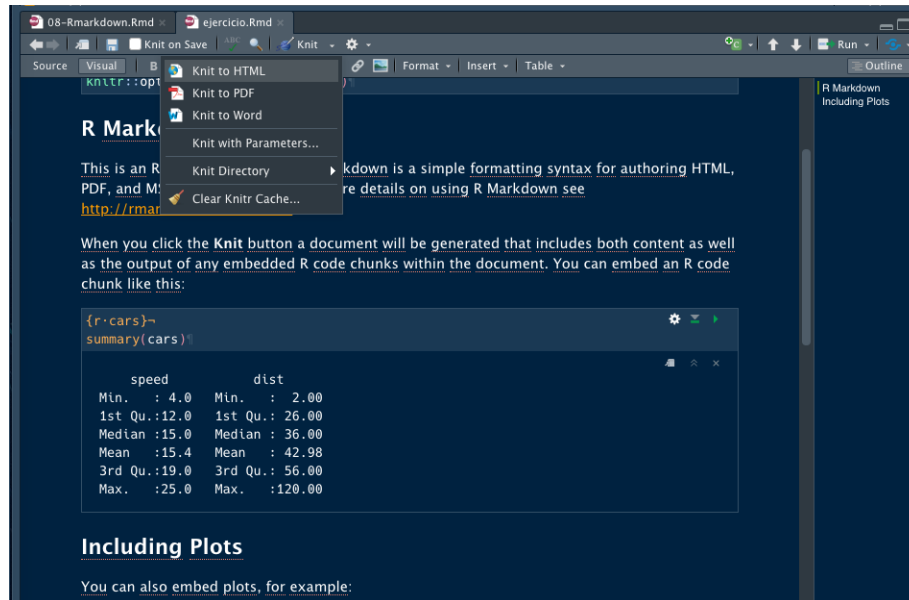 08-Rmarkdown.Rmd × ejercicio.Rmd ×
Knit on Save ABC Knit Run
Source Visual B Format Insert Table Outline
knitr::opt )
Knit to HTML
Knit to PDF
Knit to Word
Knit with Parameters...
Knit Directory
Clear Knitr Cache...
R Markdown
Including Plots
R Mark
This is an R kdown is a simple formatting syntax for authoring HTML,
PDF, and M re details on using R Markdown see
http://rmar
When you click the Knit button a document will be generated that includes both content as well
as the output of any embedded R code chunks within the document. You can embed an R code
chunk like this:
{r·cars}¬
summary(cars)¶
speed dist
Min. : 4.0 Min. : 2.00
1st Qu.:12.0 1st Qu.: 26.00
Median :15.0 Median : 36.00
Mean :15.4 Mean : 42.98
3rd Qu.:19.0 3rd Qu.: 56.00
Max. :25.0 Max. :120.00
Including Plots
You can also embed plots, for example: